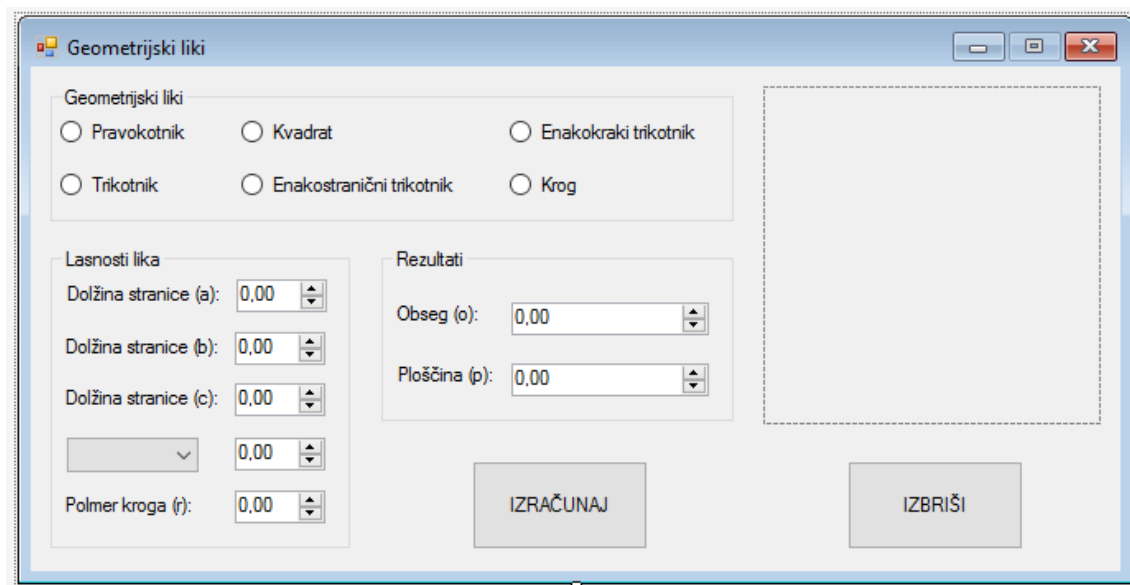 Geometrijski liki
Geometrijski liki
Pravokotnik Kvadrat Enakokraki trikotnik
Trikotnik Enakostranični trikotnik Krog
Lasnosti lika
Dolžina stranice (a): 0,00
Dolžina stranice (b): 0,00
Dolžina stranice (c): 0,00
0,00
Polmer kroga (r): 0,00
Rezultati
Obseg (o): 0,00
Ploščina (p): 0,00
IZRAČUNAJ
IZBRIŠI